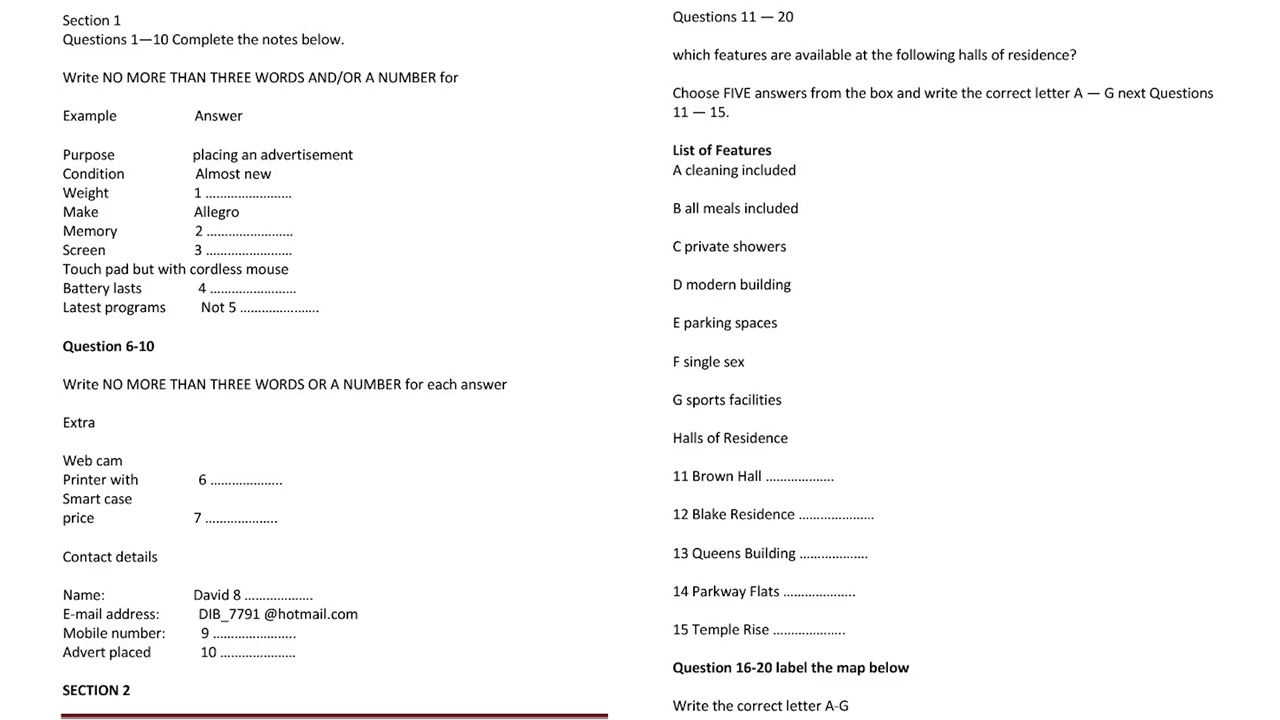 Section 1
Questions 1—10 Complete the notes below.
Write NO MORE THAN THREE WORDS AND/OR A NUMBER for
Example Answer
Purpose placing an advertisement
Condition Almost new
Weight 1 ........................
Make Allegro
Memory 2 ........................
Screen 3 ........................
Touch pad but with cordless mouse
Battery lasts 4 ........................
Latest programs Not 5 ......................
Question 6-10
Write NO MORE THAN THREE WORDS OR A NUMBER for each answer
Extra
Web cam
Printer with 6 ....................
Smart case
price 7 .......................
Contact details
Name: David 8 ...................
E-mail address: DIB_7791 @hotmail.com
Mobile number: 9 .......................
Advert placed 10 .....................
SECTION 2
Questions 11 — 20
which features are available at the following halls of residence?
Choose FIVE answers from the box and write the correct letter A — G next Questions
11 — 15.
List of Features
A cleaning included
B all meals included
C private showers
D modern building
E parking spaces
F single sex
G sports facilities
Halls of Residence
11 Brown Hall ...................
12 Blake Residence .....................
13 Queens Building ...................
14 Parkway Flats ....................
15 Temple Rise ....................
Question 16-20 label the map below
Write the correct letter A-G